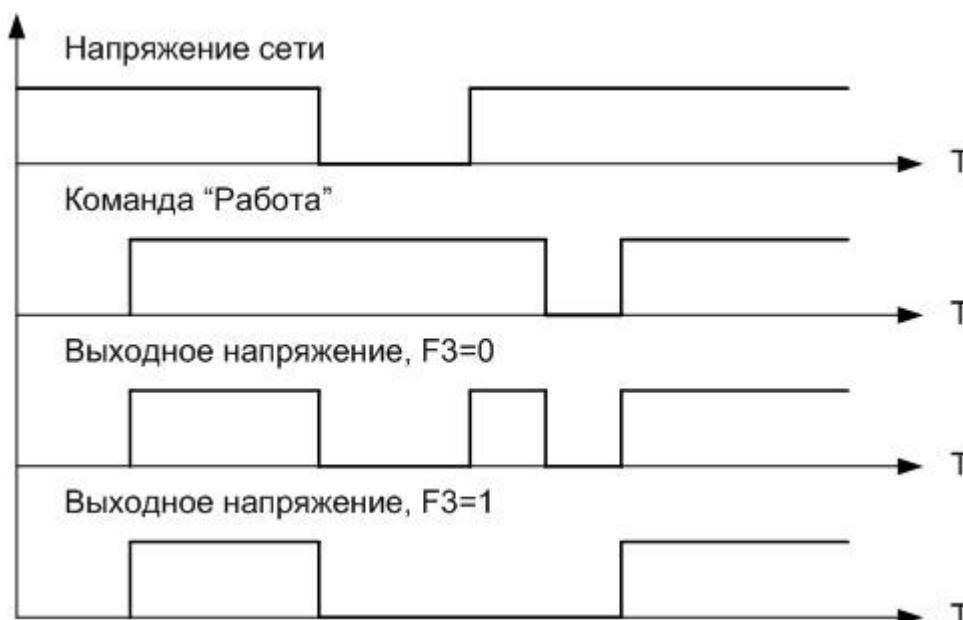 Напряжение сети
T
Команда “Работа”
T
Выходное напряжение, F3=0
T
Выходное напряжение, F3=1
T